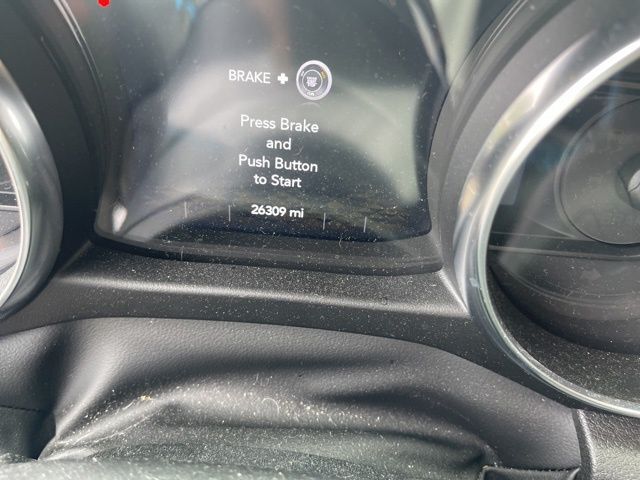 BRAKE +
Press Brake
and
Push Button
to Start
26309 mi